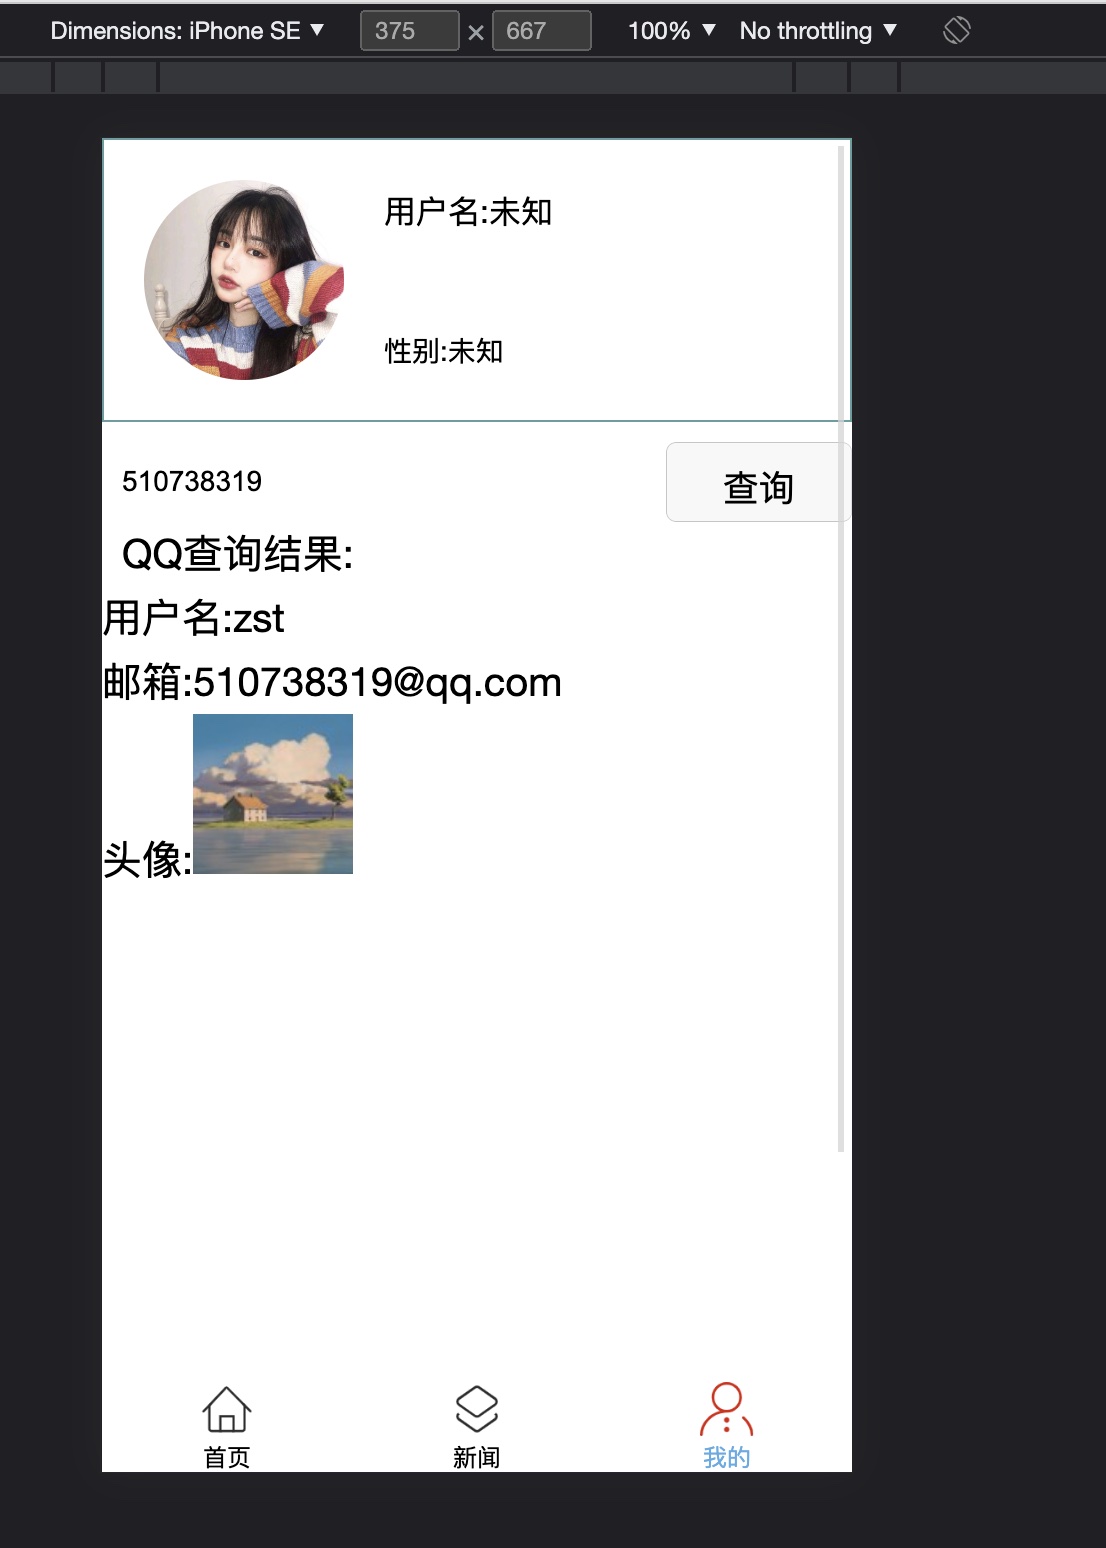 Dimensions: iPhone SE ▼ 375 × 667 100% ▼ No throttling ▼
用户名:未知
性别:未知
510738319
查询
QQ查询结果:
用户名:zst
邮箱:510738319@qq.com
头像:
首页 新闻 我的